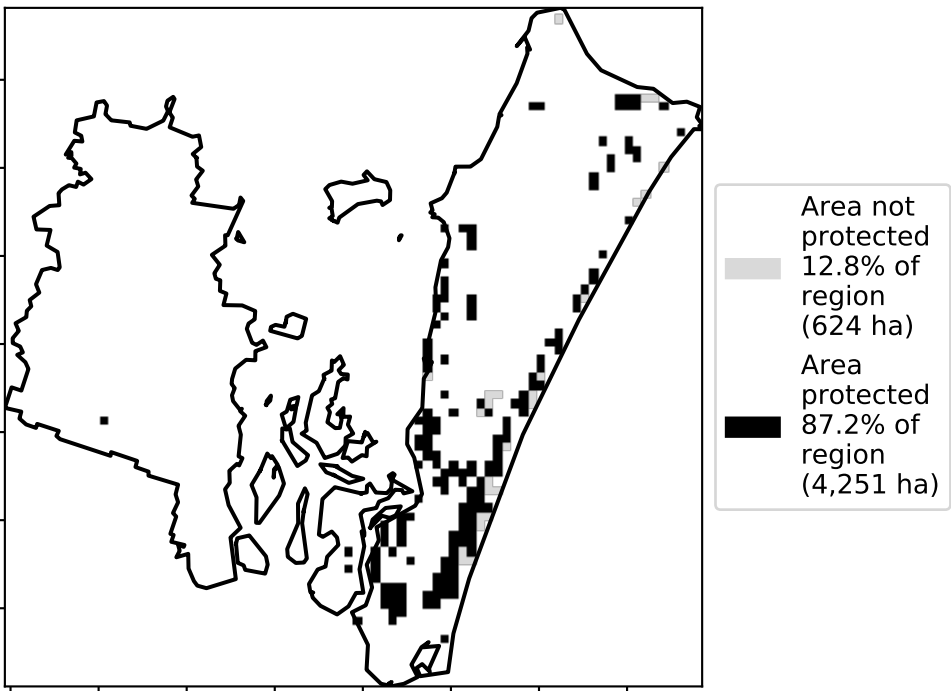 Area not
protected
12.8% of
region
(624 ha)
Area
protected
87.2% of
region
(4,251 ha)